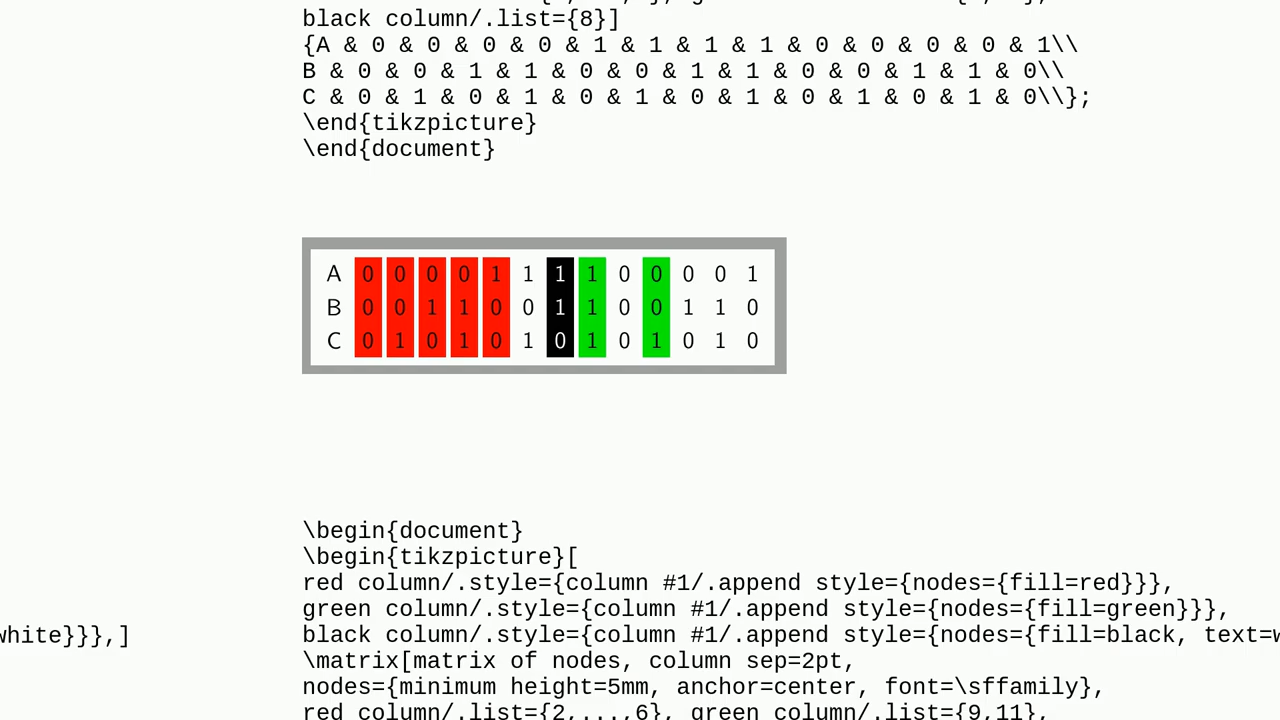 black column/.list={8}]
{A & 0 & 0 & 0 & 0 & 1 & 1 & 1 & 1 & 0 & 0 & 0 & 0 & 1\\
B & 0 & 0 & 1 & 1 & 0 & 0 & 1 & 1 & 0 & 0 & 1 & 1 & 0\\
C & 0 & 1 & 0 & 1 & 0 & 1 & 0 & 1 & 0 & 1 & 0 & 1 & 0\\};
\end{tikzpicture}
\end{document}
A 0 0 0 0 1 1 1 1 0 0 0 0 1
B 0 0 1 1 0 0 1 1 0 0 1 1 0
C 0 1 0 1 0 1 0 1 0 1 0 1 0
\begin{document}
\begin{tikzpicture}[
red column/.style={column #1/.append style={nodes={fill=red}}},
green column/.style={column #1/.append style={nodes={fill=green}}},
white}}},]
black column/.style={column #1/.append style={nodes={fill=black, text=w
\matrix[matrix of nodes, column sep=2pt,
nodes={minimum height=5mm, anchor=center, font=\sffamily},
red column/.list={2,...,6}, green column/.list={9,11},